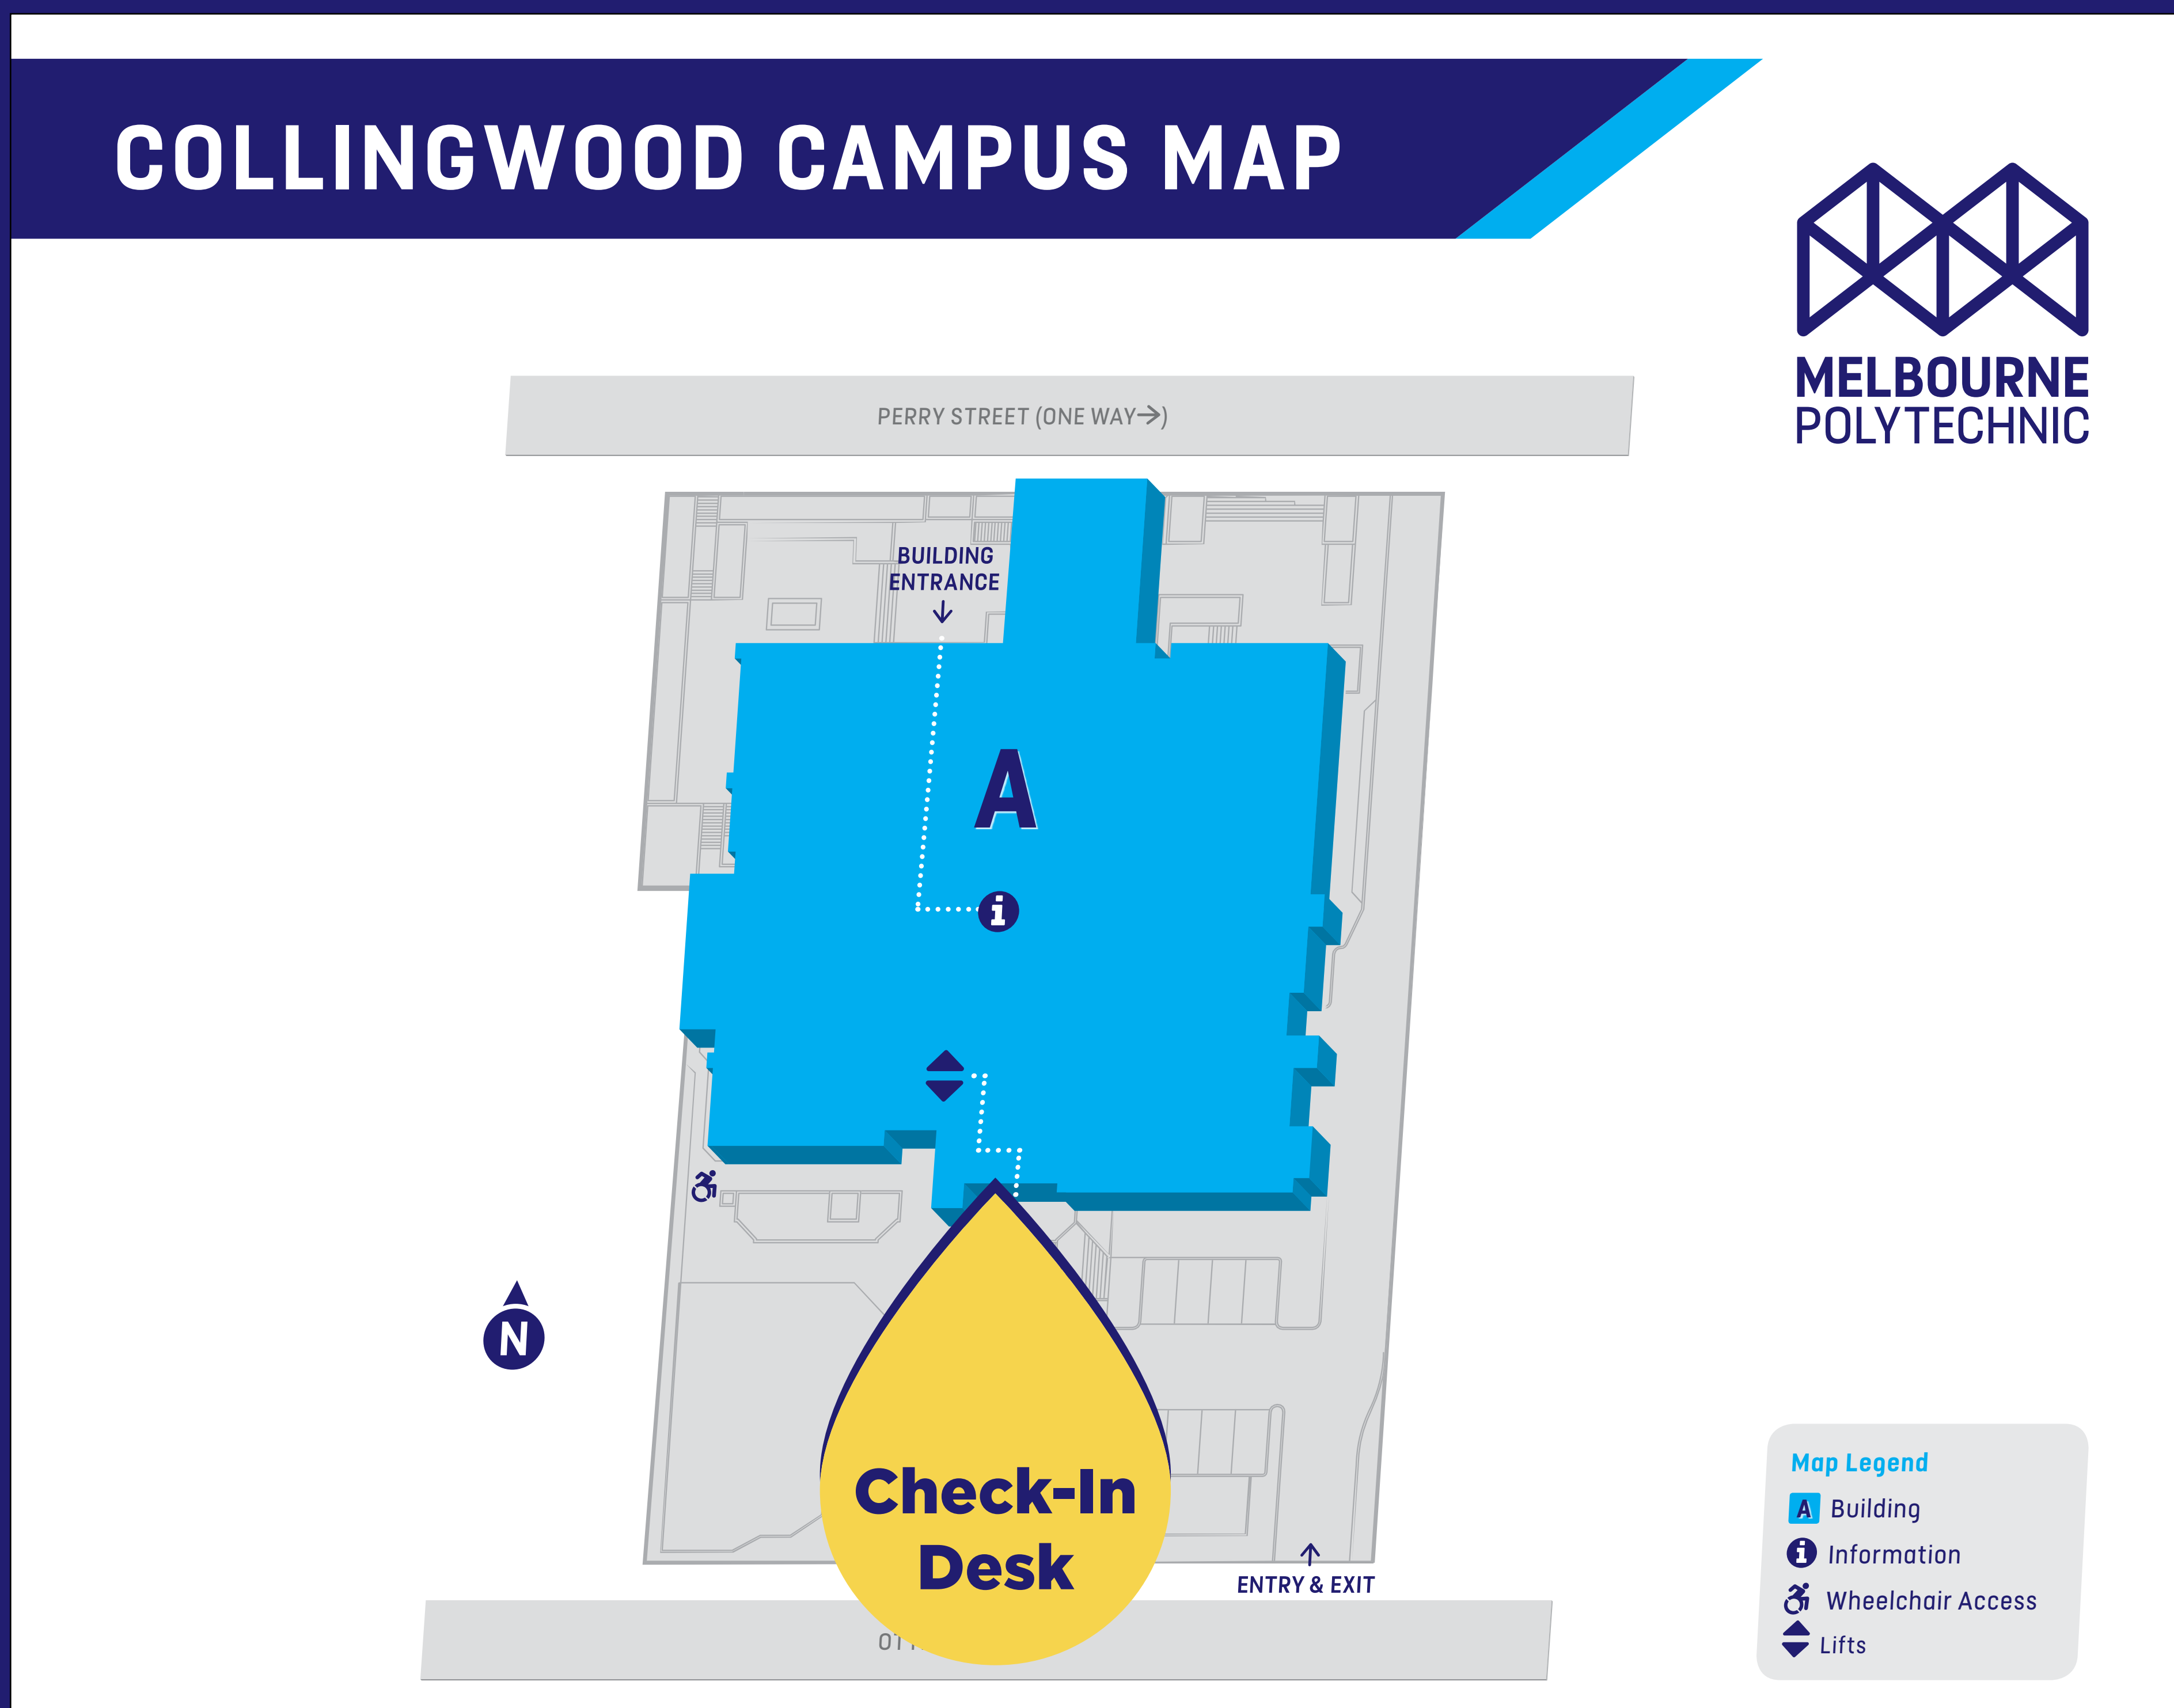 COLLINGWOOD CAMPUS MAP
MELBOURNE
POLYTECHNIC
PERRY STREET (ONE WAY→)
BUILDING
ENTRANCE
A
i
N
Check-In
Desk
ENTRY & EXIT
Map Legend
A Building
i Information
Wheelchair Access
Lifts